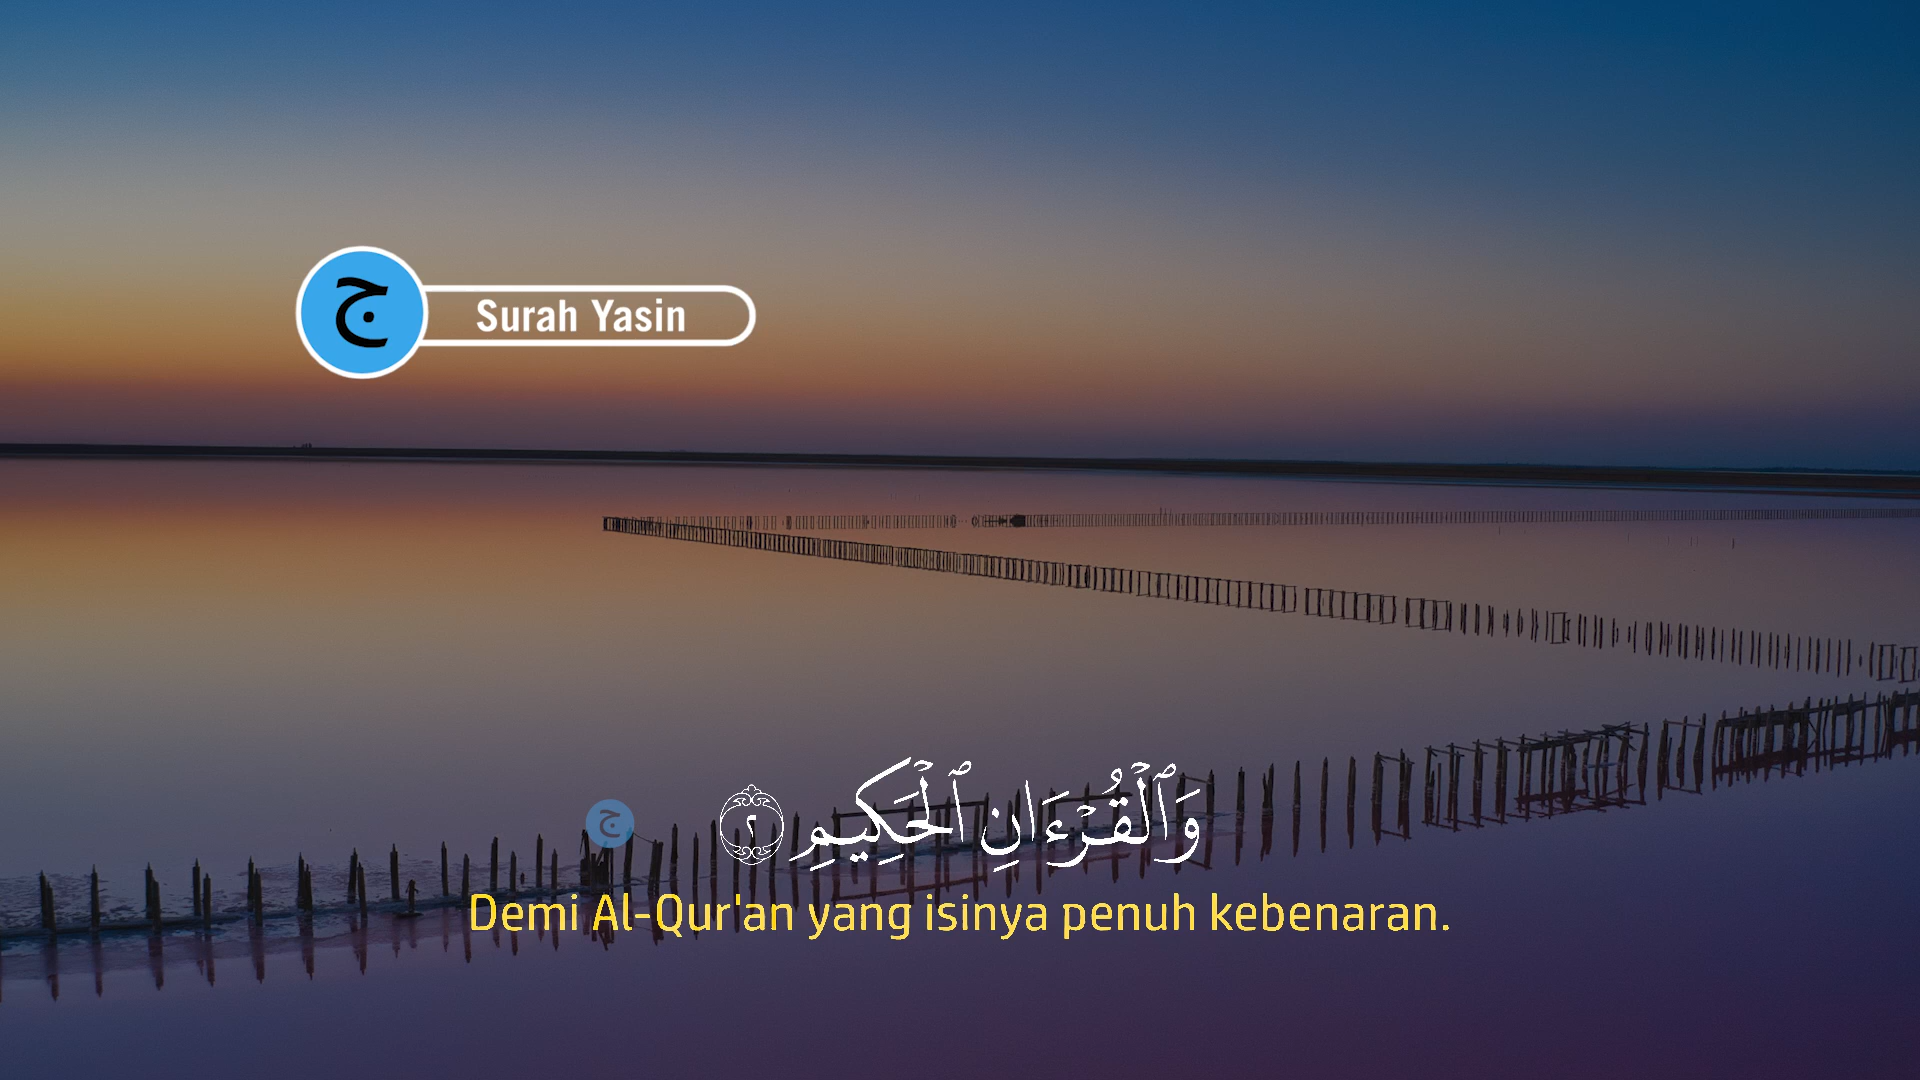 ج
Surah Yasin
ج
وَٱلْقُرْءَانِ ٱلْحَكِيمِ ٢
Demi Al-Qur'an yang isinya penuh kebenaran.